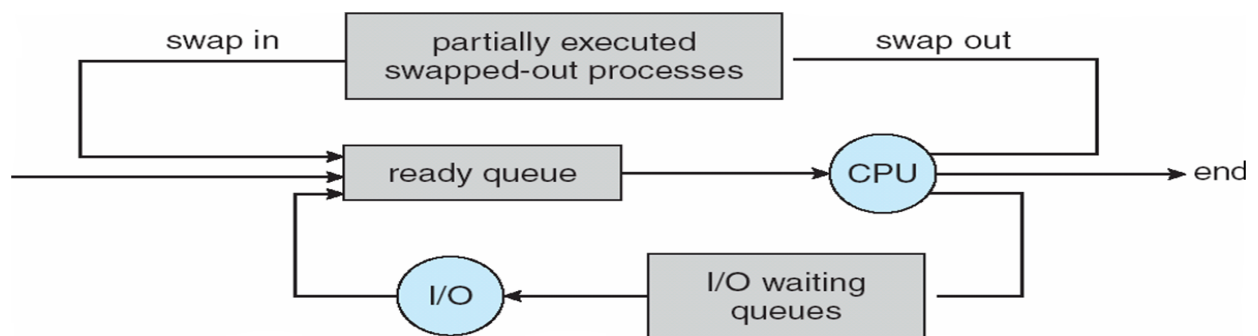 swap in
partially executed
swapped-out processes
swap out
ready queue
CPU
end
I/O
I/O waiting
queues